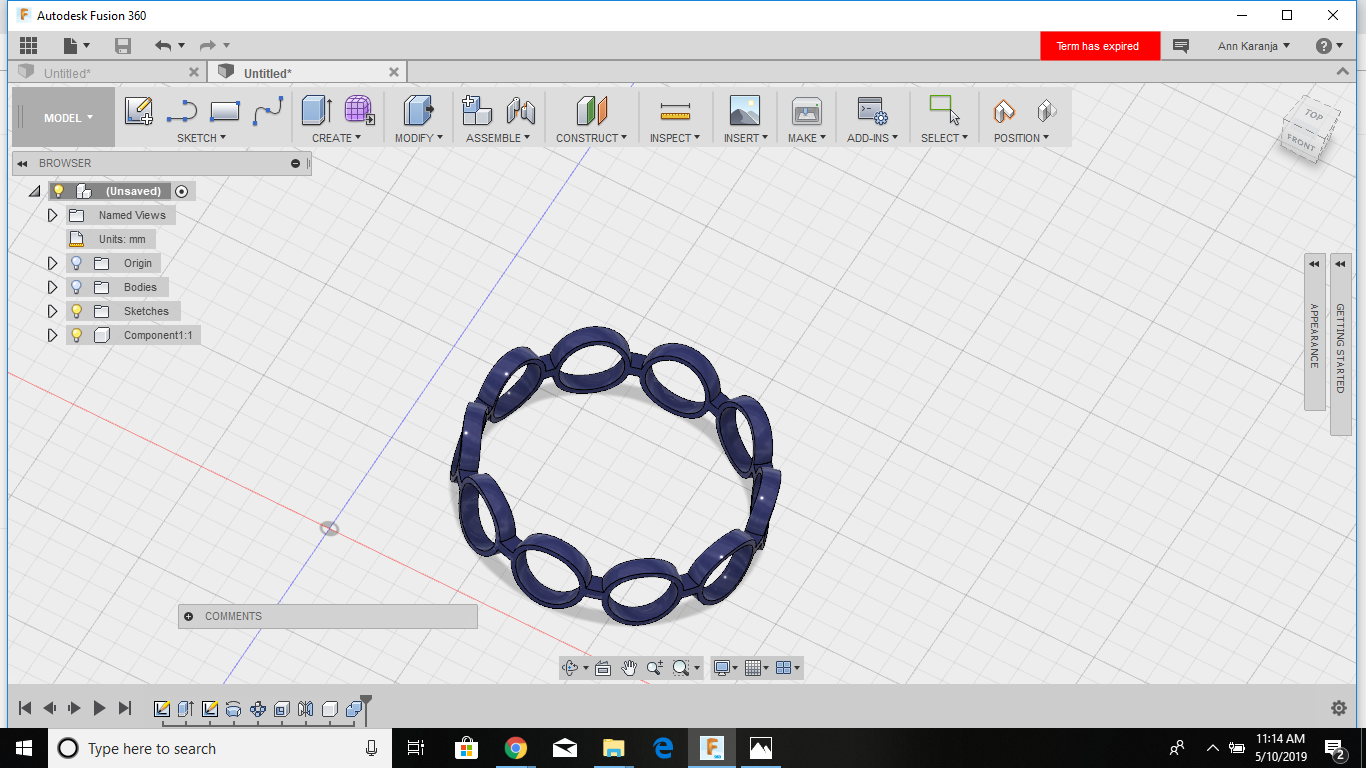 Autodesk Fusion 360
Term has expired
Ann Karanja
Untitled*
Untitled*
MODEL
SKETCH
CREATE
MODIFY
ASSEMBLE
CONSTRUCT
INSPECT
INSERT
MAKE
ADD-INS
SELECT
POSITION
TOP
FRONT
BROWSER
(Unsaved)
Named Views
Units: mm
Origin
Bodies
Sketches
Component1:1
APPEARANCE
GETTING STARTED
COMMENTS
Type here to search
360
11:14 AM
5/10/2019
2